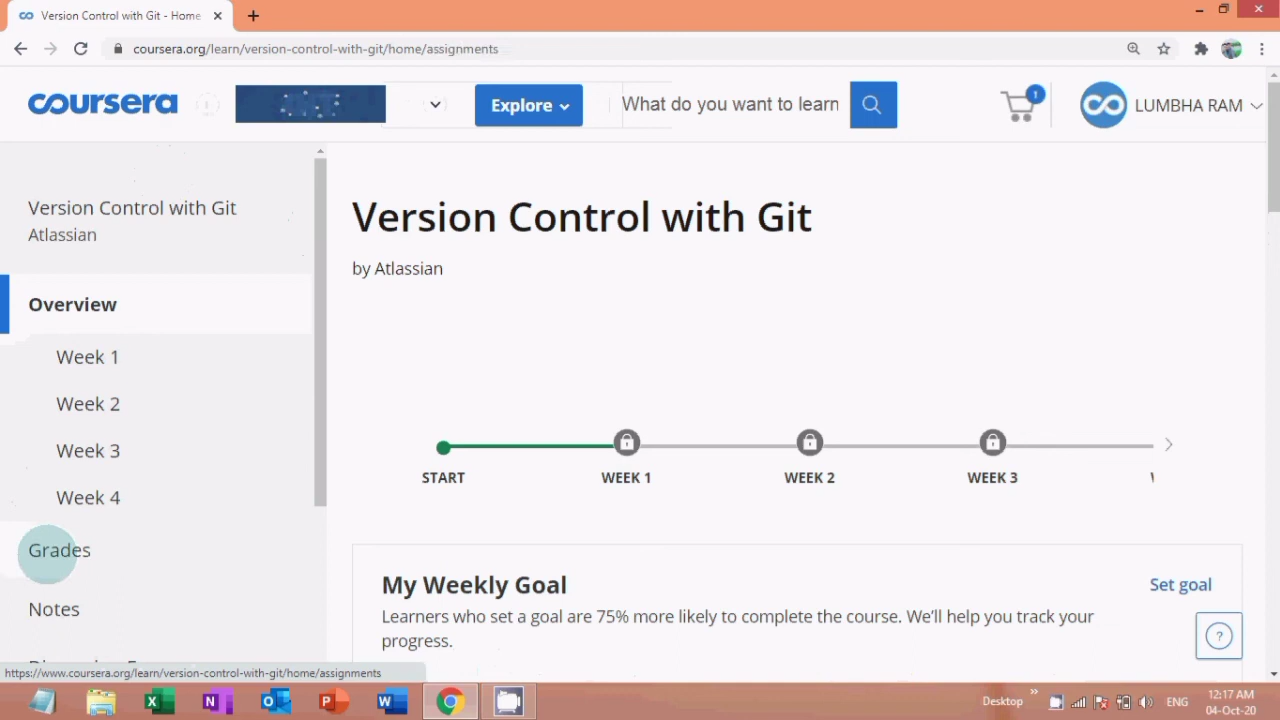 Version Control with Git - Home
coursera.org/learn/version-control-with-git/home/assignments
coursera
Explore
What do you want to learn
1
LUMBHA RAM
Version Control with Git
Atlassian
Overview
Week 1
Week 2
Week 3
Week 4
Grades
Notes
Version Control with Git
by Atlassian
START
WEEK 1
WEEK 2
WEEK 3
My Weekly Goal
Set goal
Learners who set a goal are 75% more likely to complete the course. We'll help you track your
progress.
?
https://www.coursera.org/learn/version-control-with-git/home/assignments
Desktop
ENG
12:17 AM
04-Oct-20